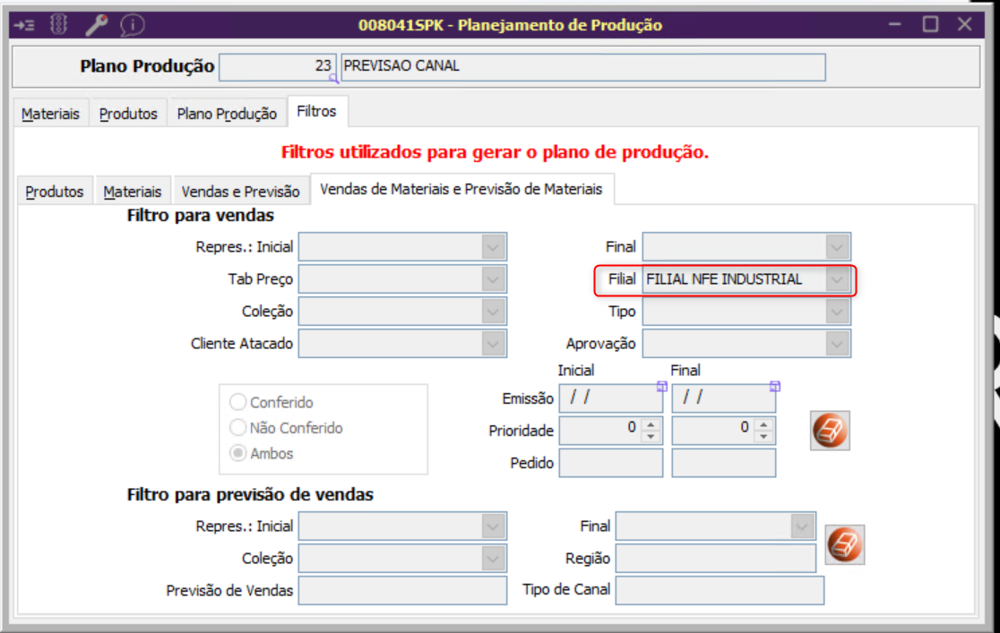 008041SPK - Planejamento de Produção
Plano Produção 23 PREVISAO CANAL
Materiais Produtos Plano Produção Filtros
Filtros utilizados para gerar o plano de produção.
Produtos Materiais Vendas e Previsão Vendas de Materiais e Previsão de Materiais
Filtro para vendas
Repres.: Inicial Final
Tab Preço Filial FILIAL NFE INDUSTRIAL
Coleção Tipo
Cliente Atacado Aprovação
Inicial Final
Conferido Emissão / / / /
Não Conferido Prioridade 0 0
Ambos Pedido
Filtro para previsão de vendas
Repres.: Inicial Final
Coleção Região
Previsão de Vendas Tipo de Canal